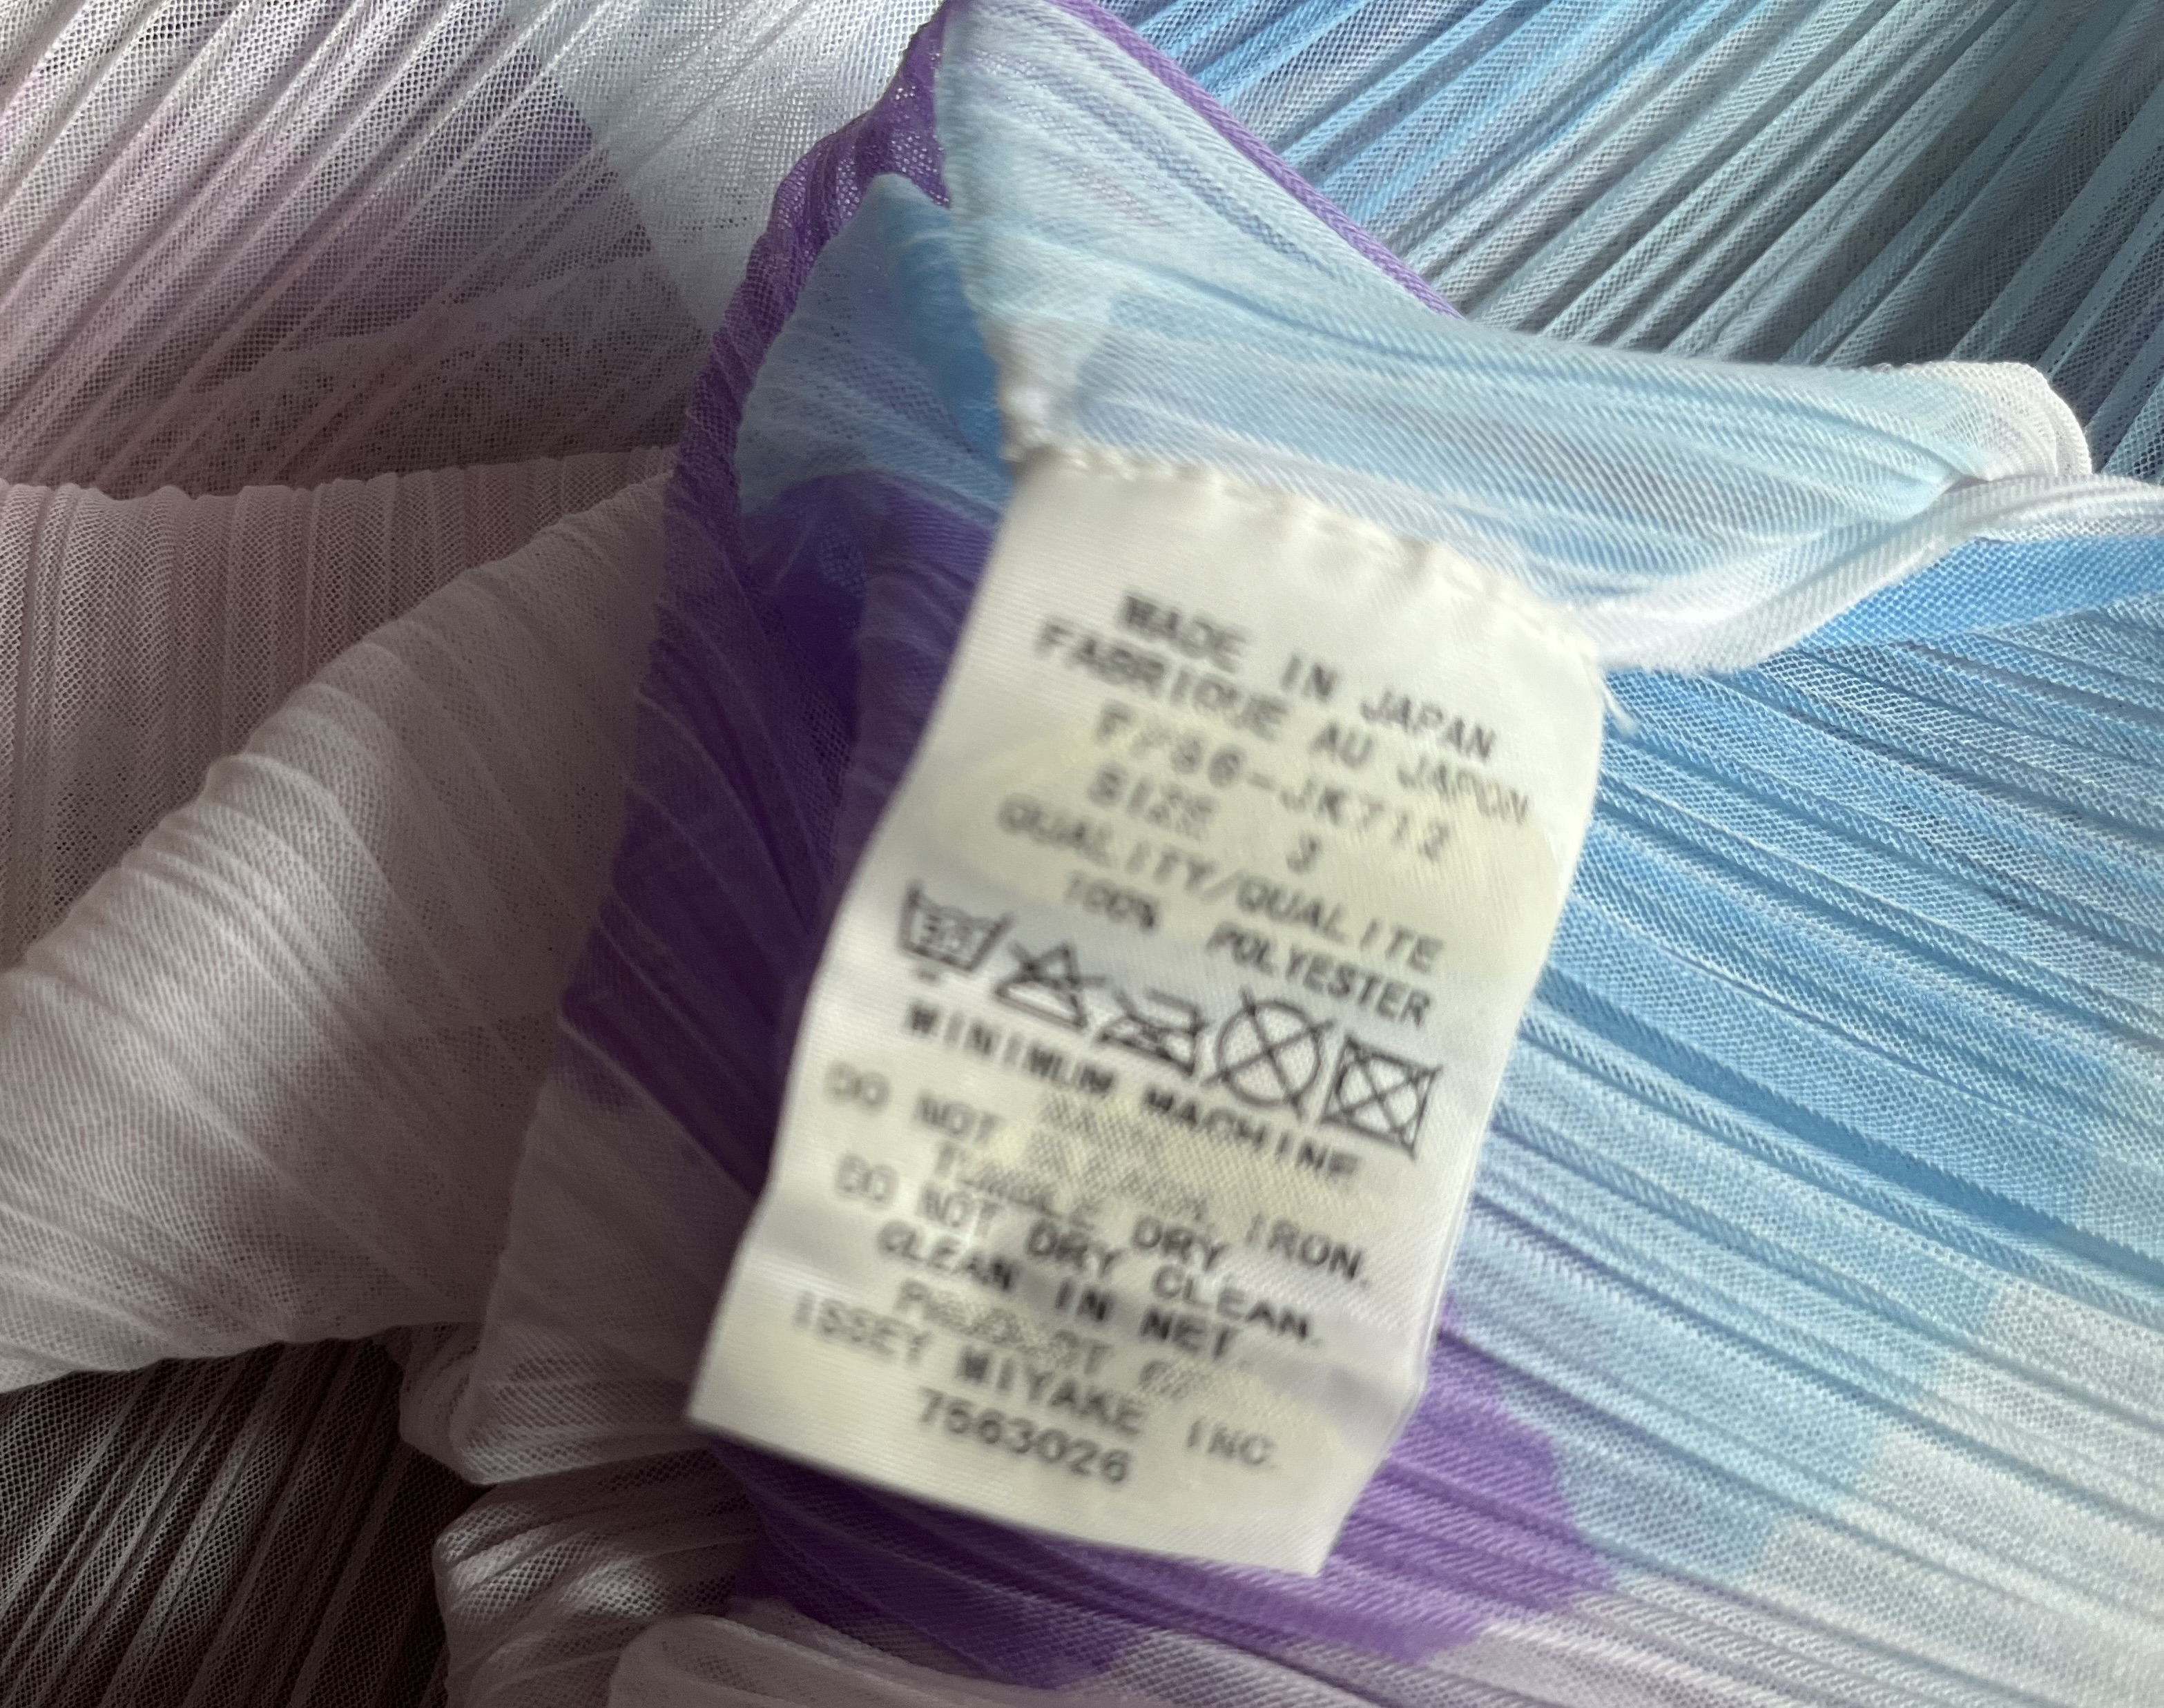 MADE IN JAPAN
FABRIQUE AU JAPON
SIZE 3
QUALITY/QUALITE
100% POLYESTER
30
MINIMUM MACHINE
DO NOT IRON.
TUMBLE DRY
DO NOT DRY CLEAN.
CLEAN IN NET.
ISSEY MIYAKE INC.
7563026